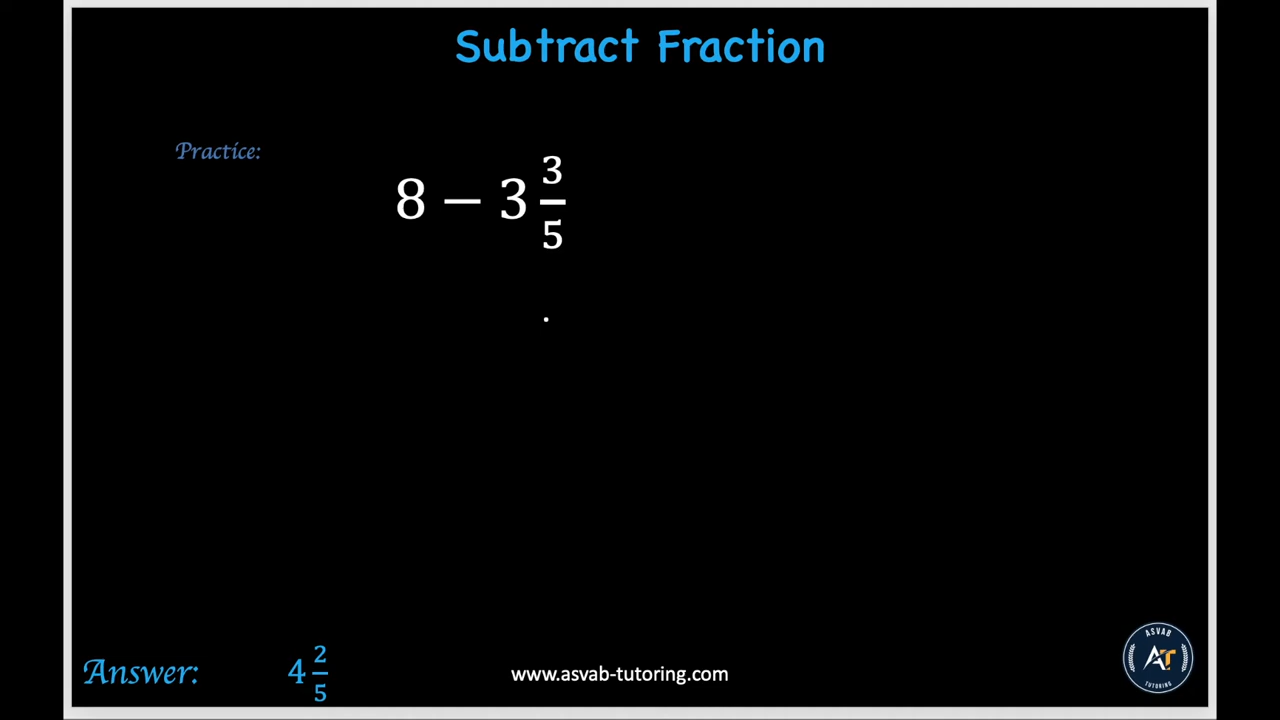 Subtract Fraction
Practice:
8 − 3 3/5
.
Answer: 4 2/5
www.asvab-tutoring.com
ASVAB
AT
TUTORING